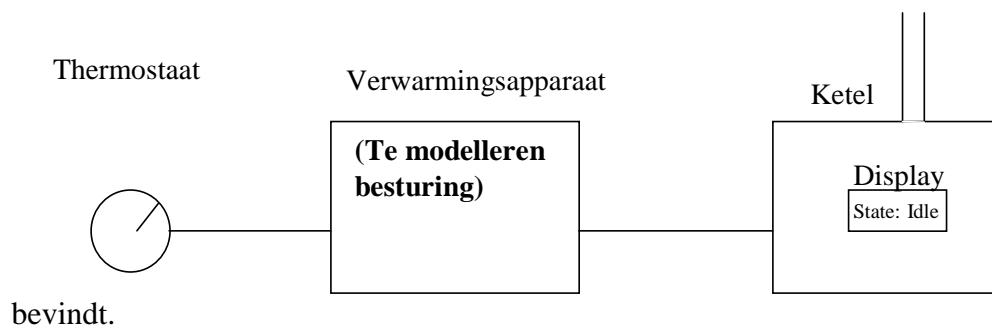 Thermostaat
Verwarmingsapparaat
Ketel
(Te modelleren
besturing)
Display
State: Idle
bevindt.